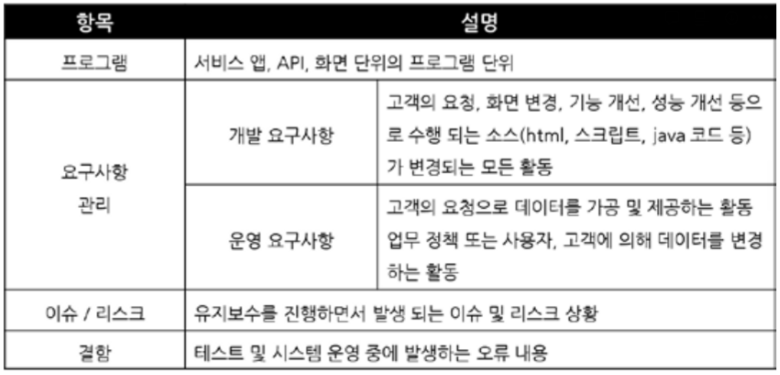 항목 설명
프로그램 서비스 앱, API, 화면 단위의 프로그램 단위
요구사항
관리
개발 요구사항
고객의 요청, 화면 변경, 기능 개선, 성능 개선 등으
로 수행 되는 소스(html, 스크립트, java 코드 등)
가 변경되는 모든 활동
운영 요구사항
고객의 요청으로 데이터를 가공 및 제공하는 활동
업무 정책 또는 사용자, 고객에 의해 데이터를 변경
하는 활동
이슈 / 리스크 유지보수를 진행하면서 발생 되는 이슈 및 리스크 상황
결함 테스트 및 시스템 운영 중에 발생하는 오류 내용